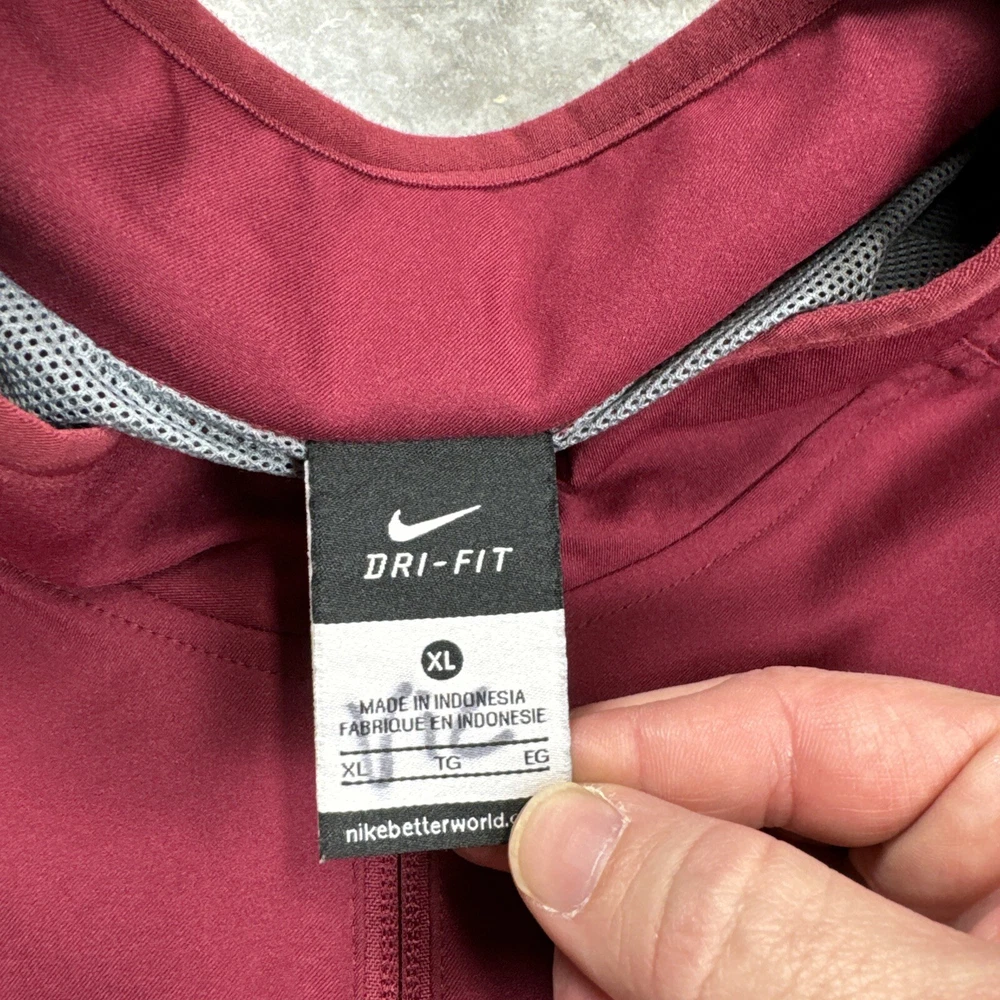 DRI-FIT
XL
MADE IN INDONESIA
FABRIQUE EN INDONESIE
XL TG EG
nikebetterworld.